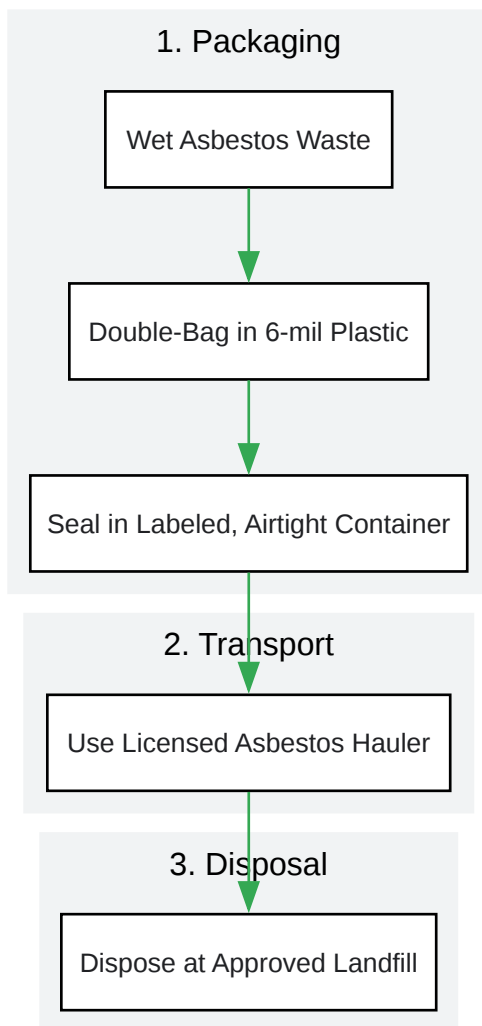 1. Packaging
Wet Asbestos Waste
Double-Bag in 6-mil Plastic
Seal in Labeled, Airtight Container
2. Transport
Use Licensed Asbestos Hauler
3. Disposal
Dispose at Approved Landfill